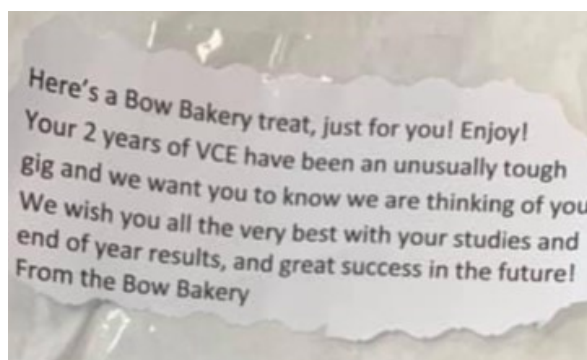 Here's a Bow Bakery treat, just for you! Enjoy!
Your 2 years of VCE have been an unusually tough
gig and we want you to know we are thinking of you
We wish you all the very best with your studies and
end of year results, and great success in the future!
From the Bow Bakery